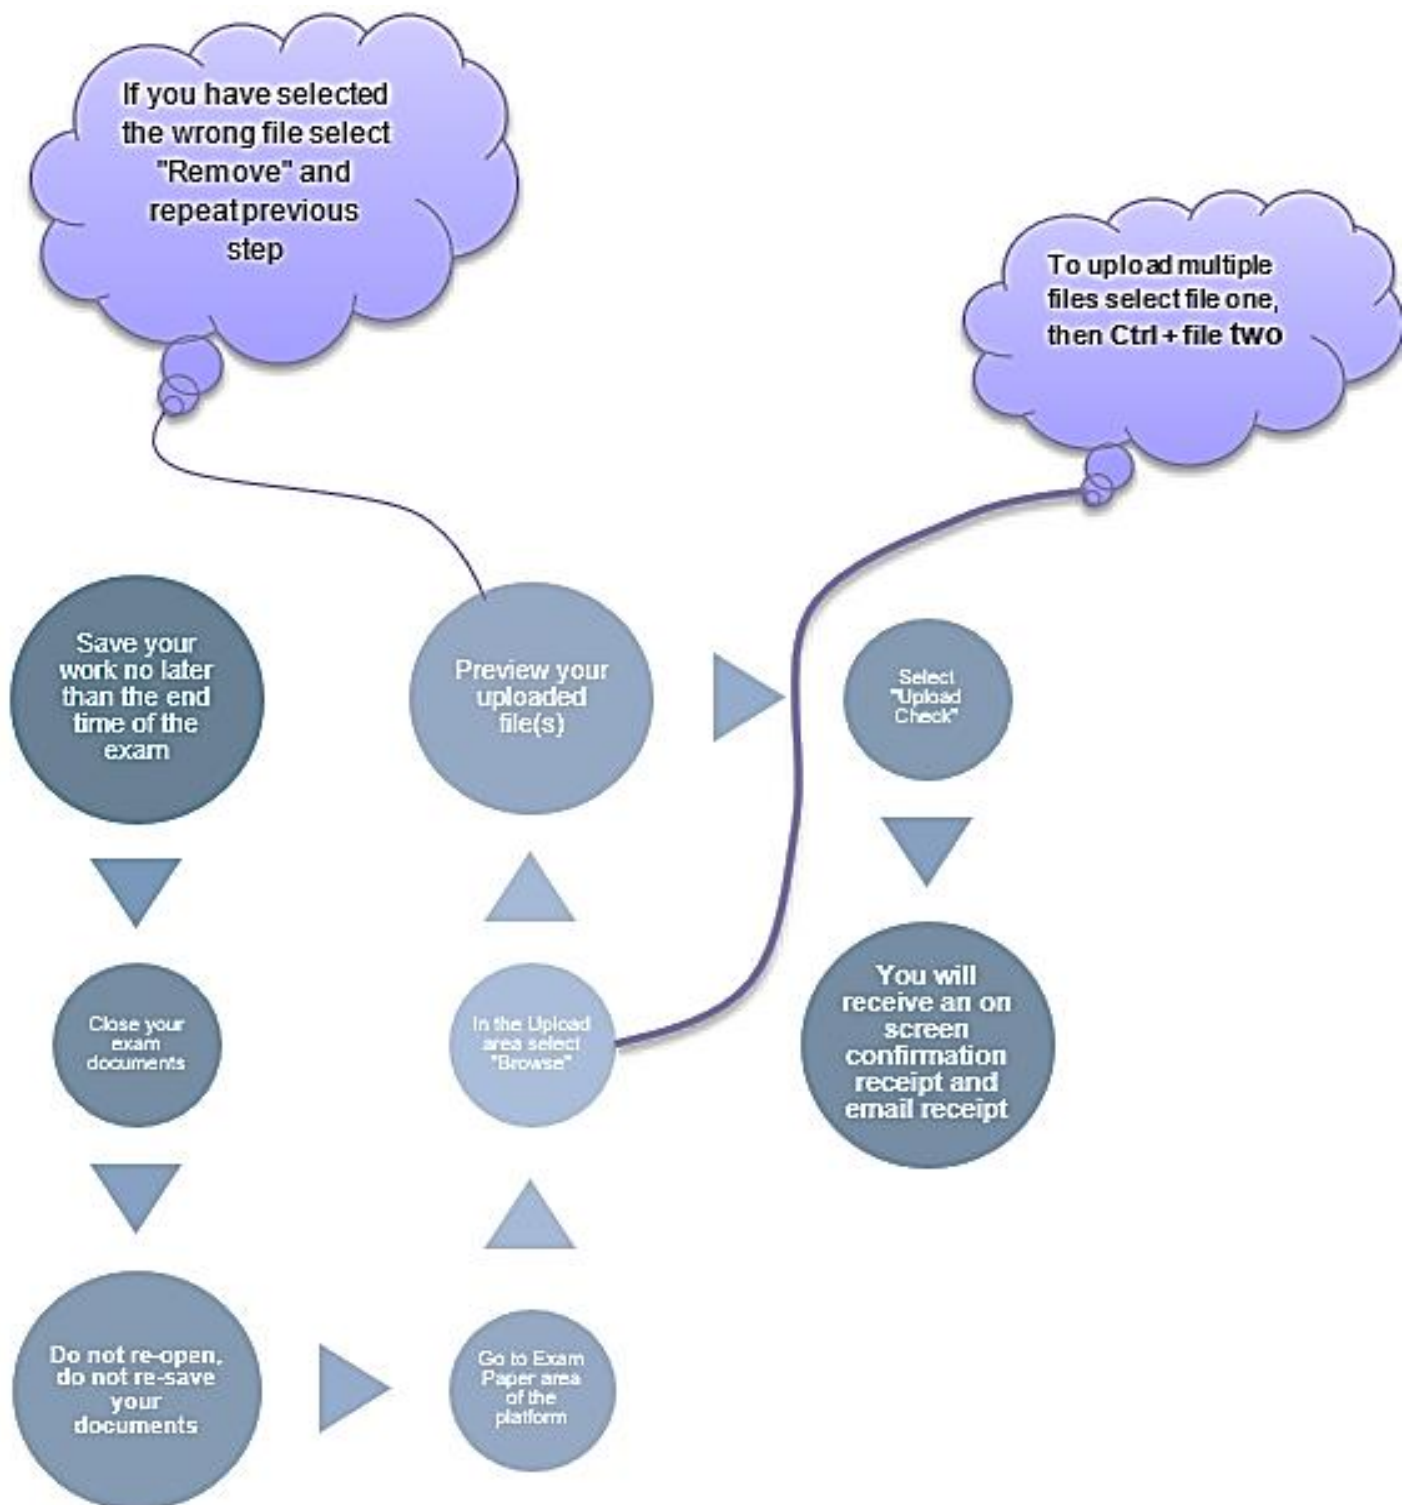 If you have selected
the wrong file select
"Remove" and
repeat previous
step
To upload multiple
files select file one,
then Ctrl + file two
Save your
work no later
than the end
time of the
exam
Close your
exam
documents
Do not re-open,
do not re-save
your
documents
Go to Exam
Paper area
of the
platform
In the Upload
area select
"Browse"
Preview your
uploaded
file(s)
Select
"Upload
Check"
You will
receive an on
screen
confirmation
receipt and
email receipt